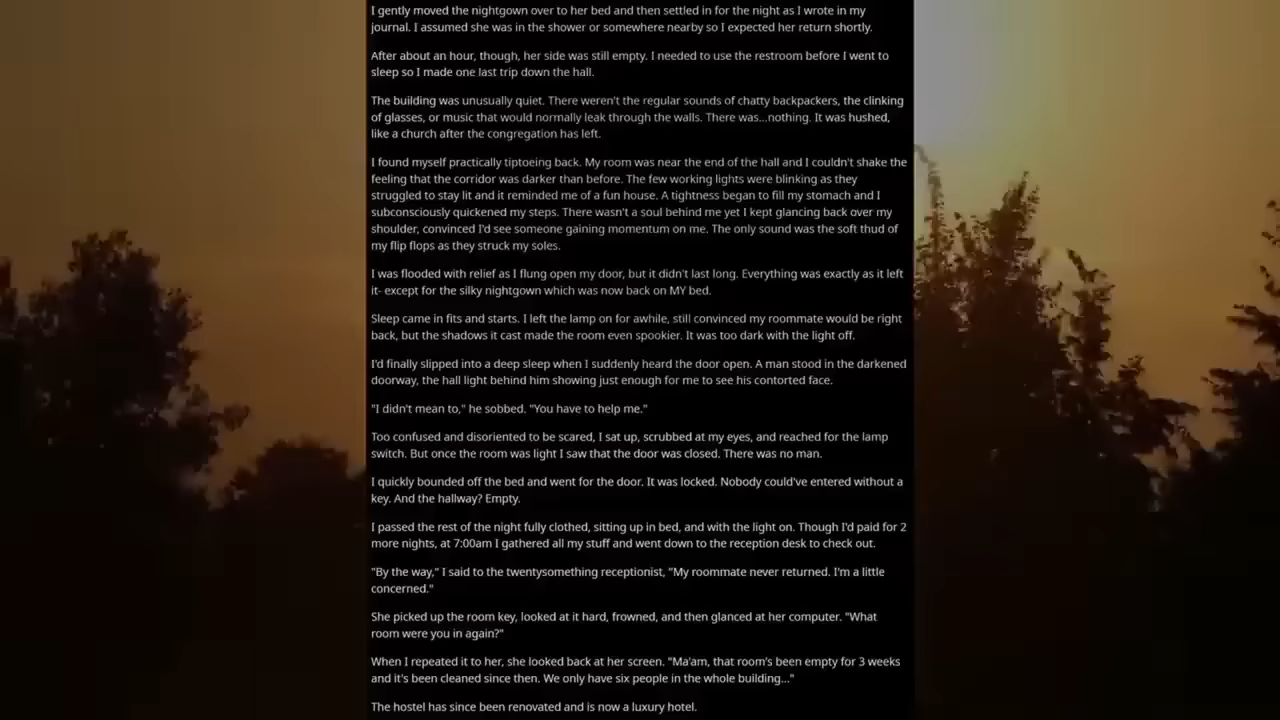 I gently moved the nightgown over to her bed and then settled in for the night as I wrote in my
journal. I assumed she was in the shower or somewhere nearby so I expected her return shortly.
After about an hour, though, her side was still empty. I needed to use the restroom before I went to
sleep so I made one last trip down the hall.
The building was unusually quiet. There weren't the regular sounds of chatty backpackers, the clinking
of glasses, or music that would normally leak through the walls. There was...nothing. It was hushed,
like a church after the congregation has left.
I found myself practically tiptoeing back. My room was near the end of the hall and I couldn't shake the
feeling that the corridor was darker than before. The few working lights were blinking as they
struggled to stay lit and it reminded me of a fun house. A tightness began to fill my stomach and I
subconsciously quickened my steps. There wasn't a soul behind me yet I kept glancing back over my
shoulder, convinced I'd see someone gaining momentum on me. The only sound was the soft thud of
my flip flops as they struck my soles.
I was flooded with relief as I flung open my door, but it didn't last long. Everything was exactly as it left
it- except for the silky nightgown which was now back on MY bed.
Sleep came in fits and starts. I left the lamp on for awhile, still convinced my roommate would be right
back, but the shadows it cast made the room even spookier. It was too dark with the light off.
I'd finally slipped into a deep sleep when I suddenly heard the door open. A man stood in the darkened
doorway, the hall light behind him showing just enough for me to see his contorted face.
"I didn't mean to," he sobbed. "You have to help me."
Too confused and disoriented to be scared, I sat up, scrubbed at my eyes, and reached for the lamp
switch. But once the room was light I saw that the door was closed. There was no man.
I quickly bounded off the bed and went for the door. It was locked. Nobody could've entered without a
key. And the hallway? Empty.
I passed the rest of the night fully clothed, sitting up in bed, and with the light on. Though I'd paid for 2
more nights, at 7:00am I gathered all my stuff and went down to the reception desk to check out.
"By the way," I said to the twentysomething receptionist, "My roommate never returned. I'm a little
concerned."
She picked up the room key, looked at it hard, frowned, and then glanced at her computer. "What
room were you in again?"
When I repeated it to her, she looked back at her screen. "Ma'am, that room's been empty for 3 weeks
and it's been cleaned since then. We only have six people in the whole building..."
The hostel has since been renovated and is now a luxury hotel.